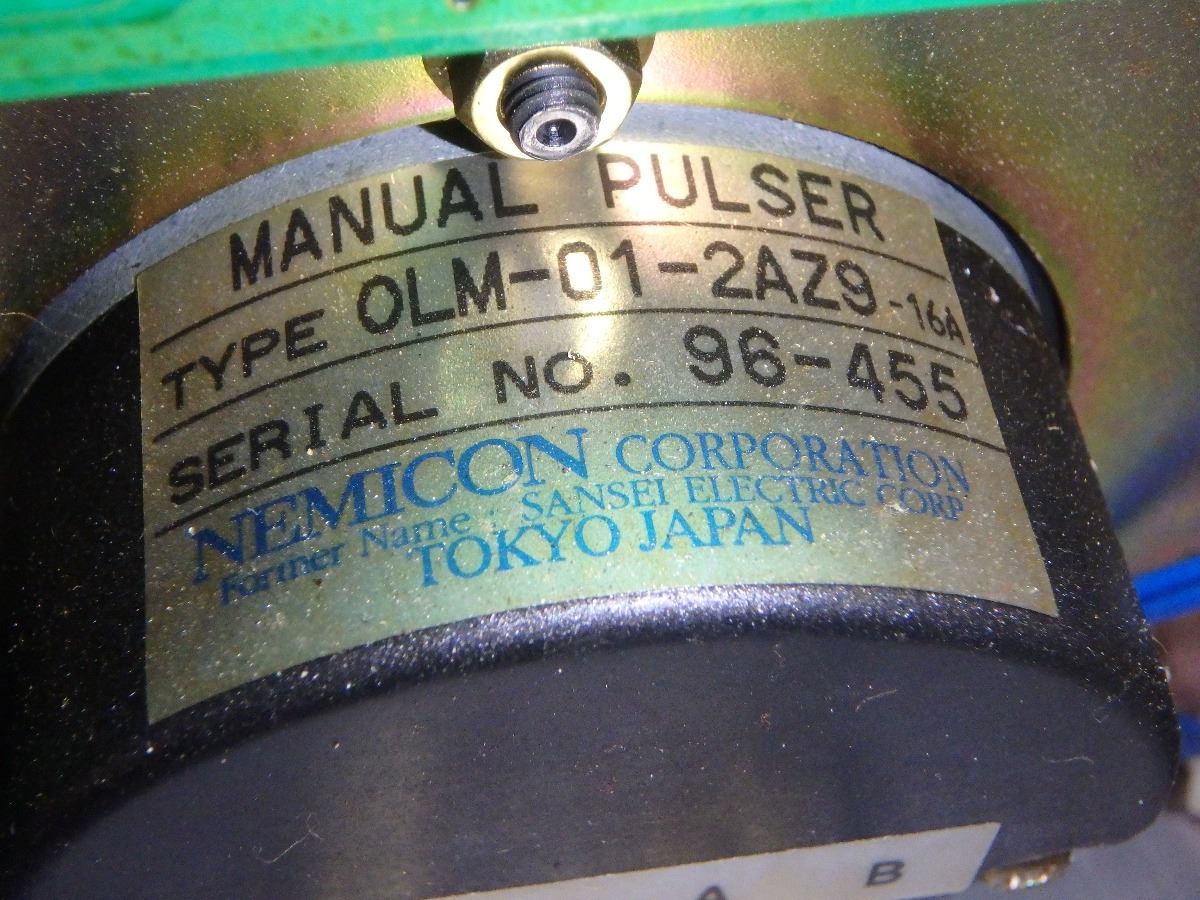 MANUAL PULSER
TYPE OLM-01-2AZ9-16A
SERIAL NO. 96-455
NEMICON CORPORATION
Former Name : SANSEI ELECTRIC CORP
TOKYO JAPAN
A B